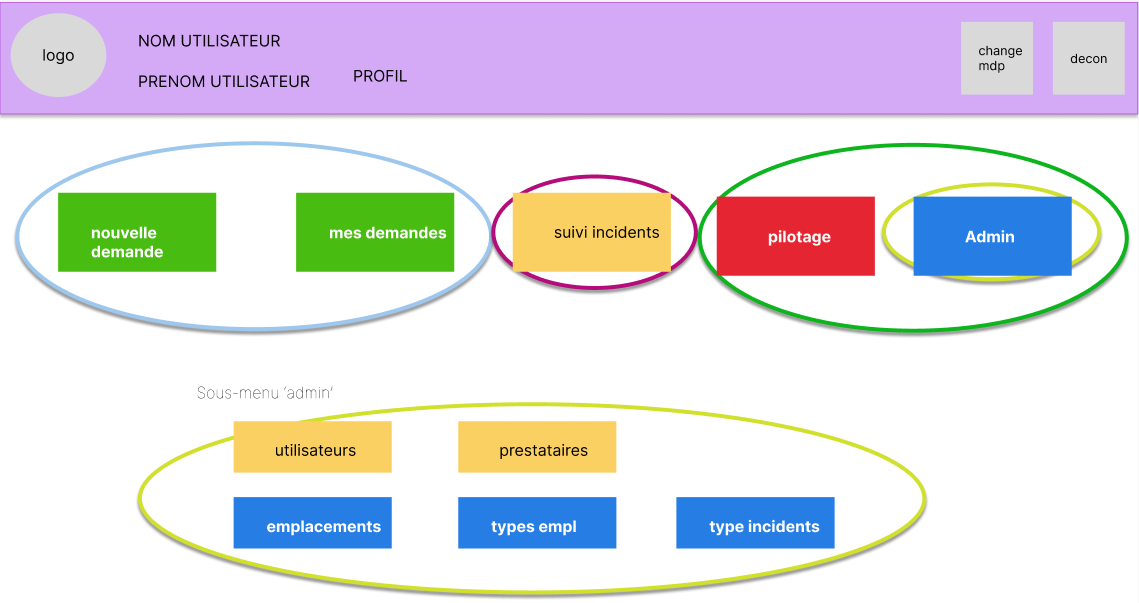 logo
NOM UTILISATEUR
PRENOM UTILISATEUR
PROFIL
change
mdp
decon
nouvelle
demande
mes demandes
suivi incidents
pilotage
Admin
Sous-menu ‘admin’
utilisateurs
prestataires
emplacements
types empl
type incidents